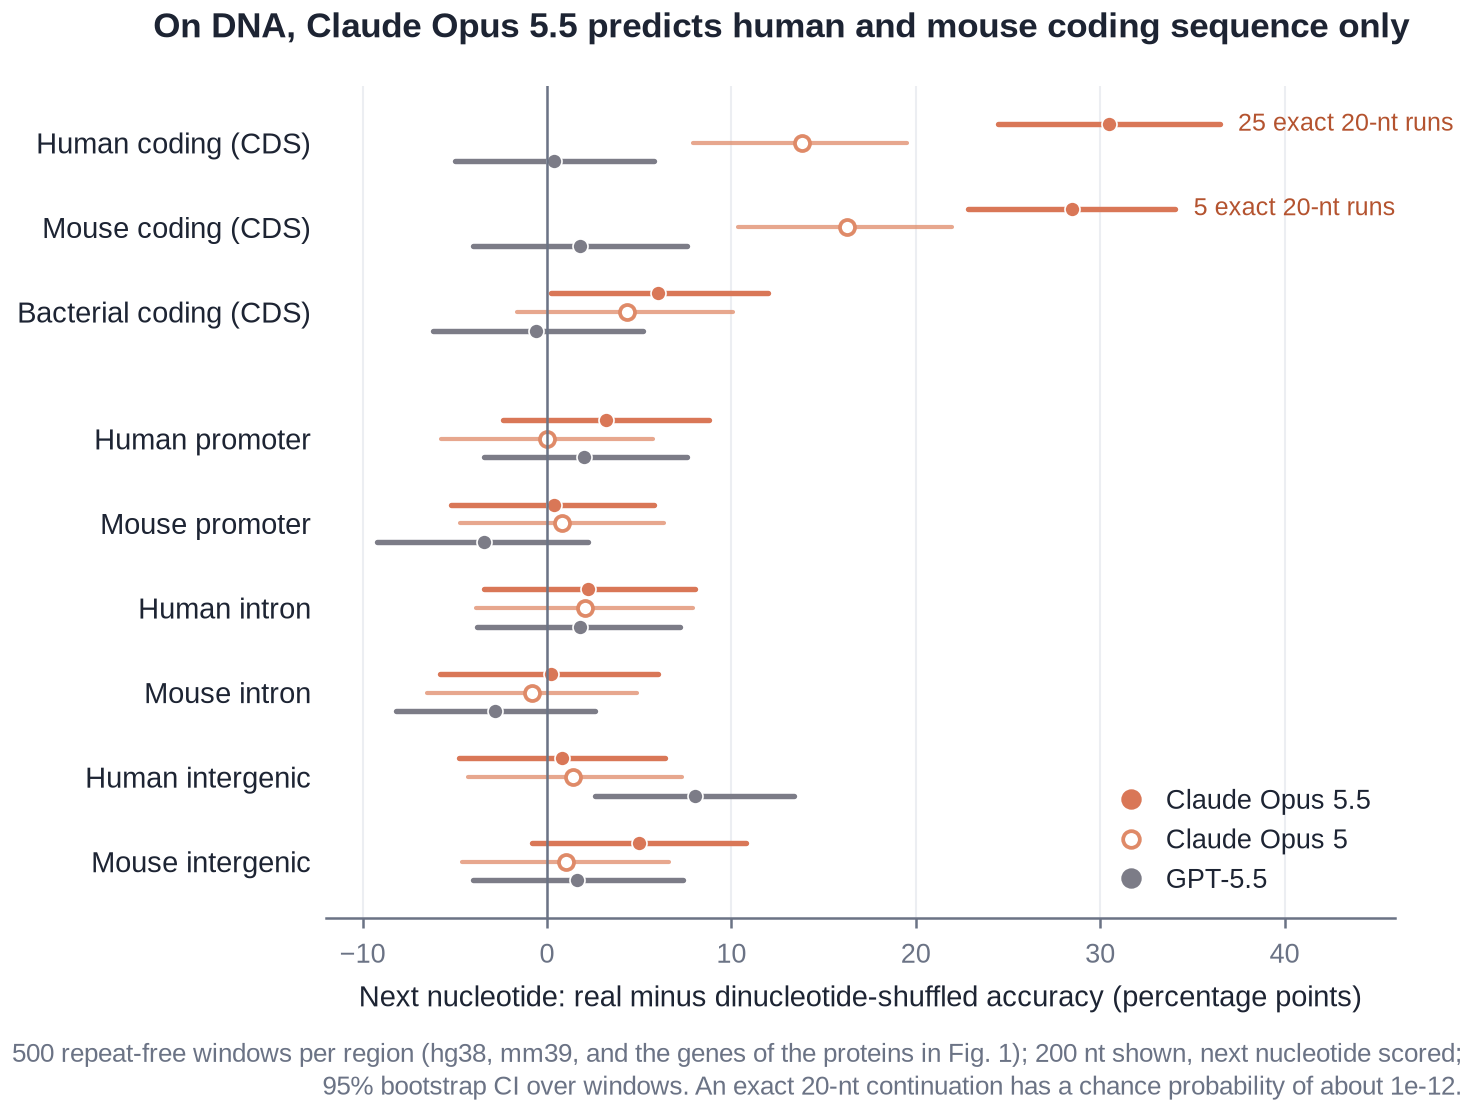 On DNA, Claude Opus 5.5 predicts human and mouse coding sequence only
Human coding (CDS)
25 exact 20-nt runs
Mouse coding (CDS)
5 exact 20-nt runs
Bacterial coding (CDS)
Human promoter
Mouse promoter
Human intron
Mouse intron
Human intergenic
Mouse intergenic
Claude Opus 5.5
Claude Opus 5
GPT-5.5
−10 0 10 20 30 40
Next nucleotide: real minus dinucleotide-shuffled accuracy (percentage points)
500 repeat-free windows per region (hg38, mm39, and the genes of the proteins in Fig. 1); 200 nt shown, next nucleotide scored;
95% bootstrap CI over windows. An exact 20-nt continuation has a chance probability of about 1e-12.